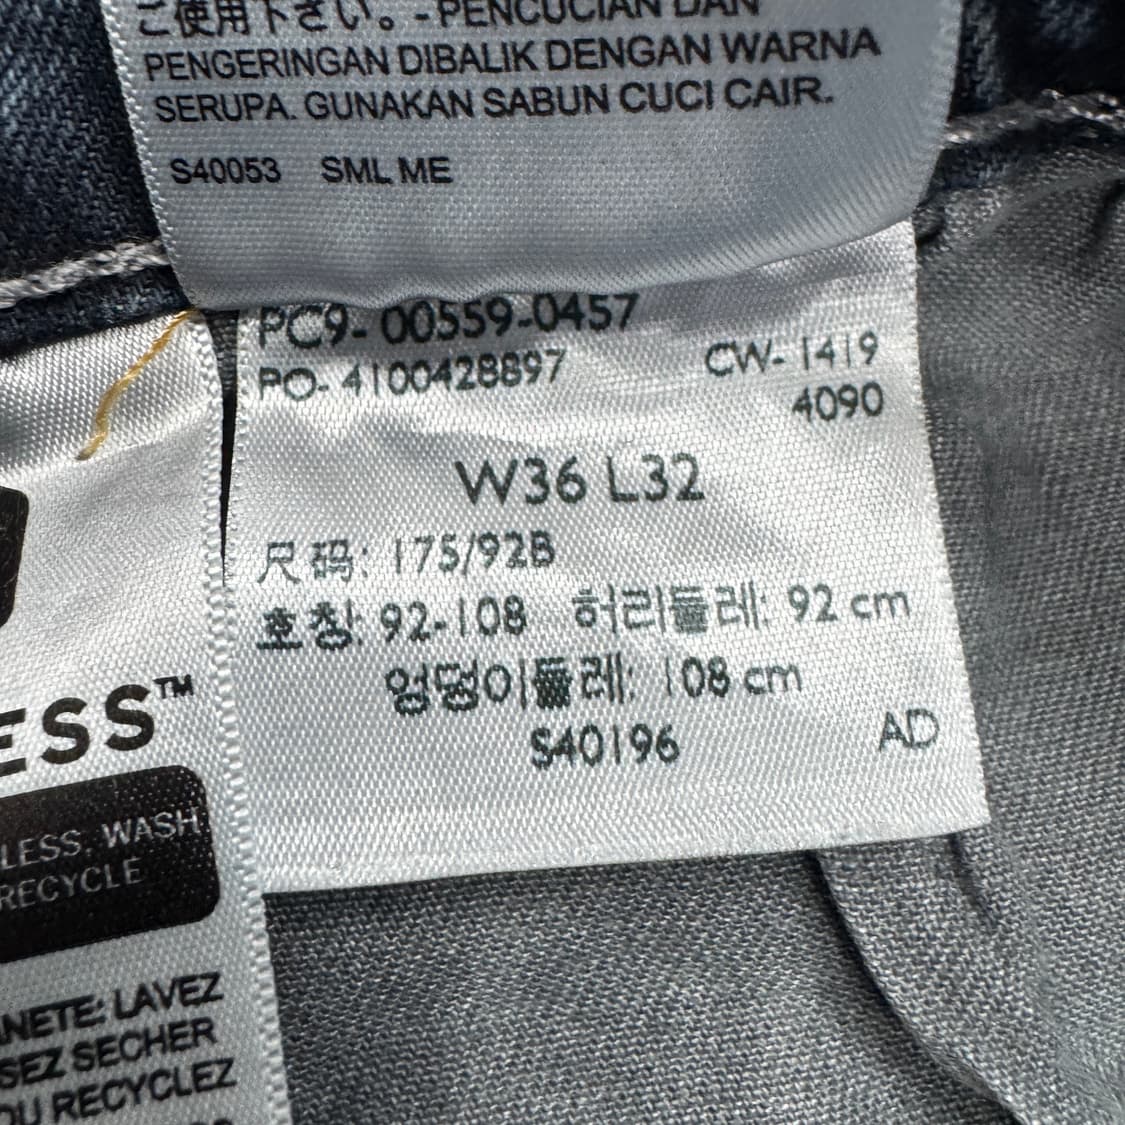 ご使用下さい。- PENCUCIAN DAN
PENGERINGAN DIBALIK DENGAN WARNA
SERUPA. GUNAKAN SABUN CUCI CAIR.
S40053 SML ME
PC9- 00559-0457
PO- 4100428897 CW- 1419
4090
W36 L32
尺码: 175/92B
호칭: 92-108 허리둘레: 92 cm
엉덩이둘레: 108 cm
S40196 AD
ESS™
LESS. WASH
RECYCLE
NETE: LAVEZ
SEZ SECHER
OU RECYCLEZ